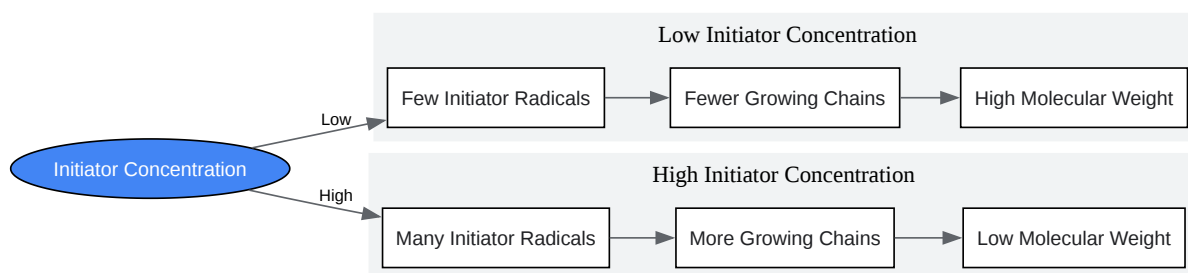 Low Initiator Concentration
Few Initiator Radicals
Fewer Growing Chains
High Molecular Weight
Low
Initiator Concentration
High
High Initiator Concentration
Many Initiator Radicals
More Growing Chains
Low Molecular Weight